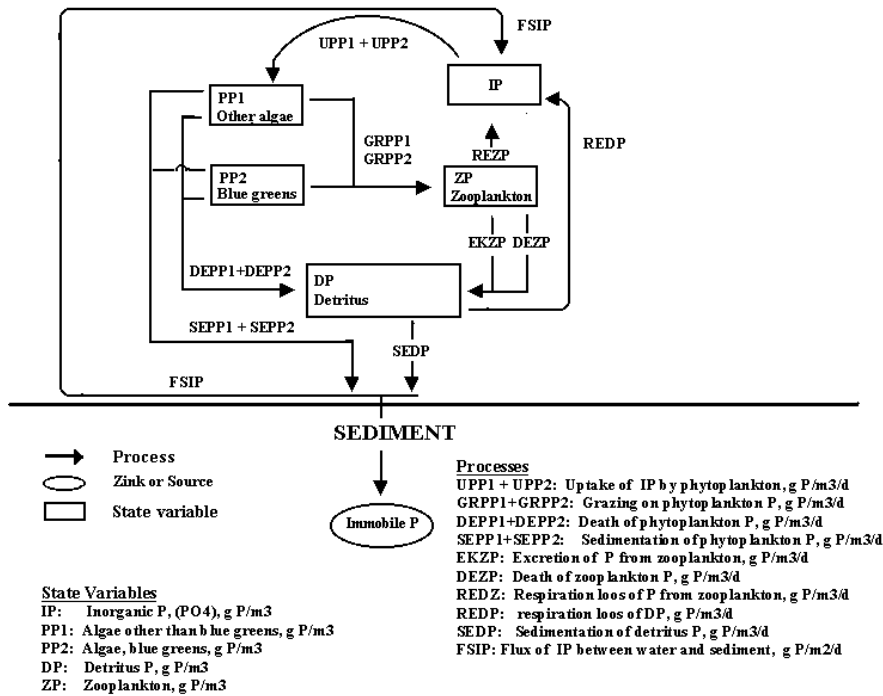 FSIP
UPP1 + UPP2
IP
PP1
Other algae
GRPP1
GRPP2
REZP
REDP
PP2
Blue greens
ZP
Zooplankton
EKZP DEZP
DEPP1+DEPP2
DP
Detritus
SEPP1 + SEPP2
SEDP
FSIP
SEDIMENT
Process
Zink or Source
State variable
Immobile P
Processes
UPP1 + UPP2: Uptake of IP by phytoplankton, g P/m3/d
GRPP1+GRPP2: Grazing on phytoplankton P, g P/m3/d
DEPP1+DEPP2: Death of phytoplankton P, g P/m3/d
SEPP1+SEPP2: Sedimentation of phytoplankton P, g P/m3/d
EKZP: Excretion of P from zooplankton, g P/m3/d
DEZP: Death of zooplankton P, g P/m3/d
REDZ: Respiration loos of P from zooplankton, g P/m3/d
REDP: respiration loos of DP, g P/m3/d
SEDP: Sedimentation of detritus P, g P/m3/d
FSIP: Flux of IP between water and sediment, g P/m2/d
State Variables
IP: Inorganic P, (PO4), g P/m3
PP1: Algae other than blue greens, g P/m3
PP2: Algae, blue greens, g P/m3
DP: Detritus P, g P/m3
ZP: Zooplankton, g P/m3